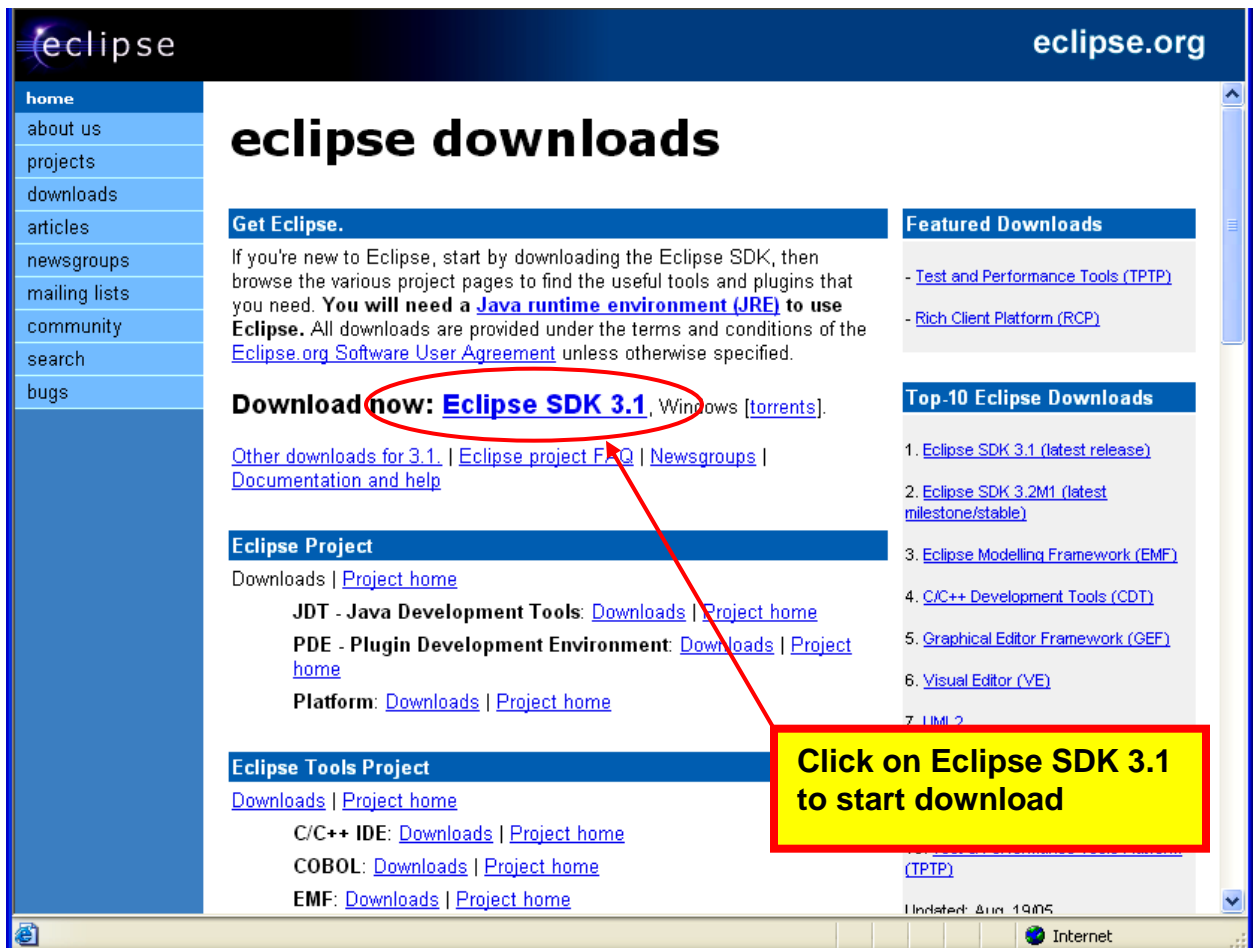 eclipse
eclipse.org
home
about us
projects
downloads
articles
newsgroups
mailing lists
community
search
bugs
eclipse downloads
Get Eclipse.
If you're new to Eclipse, start by downloading the Eclipse SDK, then
browse the various project pages to find the useful tools and plugins that
you need. You will need a Java runtime environment (JRE) to use
Eclipse. All downloads are provided under the terms and conditions of the
Eclipse.org Software User Agreement unless otherwise specified.
Download now: Eclipse SDK 3.1, Windows [torrents].
Other downloads for 3.1. | Eclipse project FAQ | Newsgroups |
Documentation and help
Eclipse Project
Downloads | Project home
JDT - Java Development Tools: Downloads | Project home
PDE - Plugin Development Environment: Downloads | Project
home
Platform: Downloads | Project home
Eclipse Tools Project
Downloads | Project home
C/C++ IDE: Downloads | Project home
COBOL: Downloads | Project home
EMF: Downloads | Project home
Featured Downloads
- Test and Performance Tools (TPTP)
- Rich Client Platform (RCP)
Top-10 Eclipse Downloads
1. Eclipse SDK 3.1 (latest release)
2. Eclipse SDK 3.2M1 (latest
milestone/stable)
3. Eclipse Modelling Framework (EMF)
4. C/C++ Development Tools (CDT)
5. Graphical Editor Framework (GEF)
6. Visual Editor (VE)
7. UML2
Click on Eclipse SDK 3.1
to start download
(TPTP)
Updated: Aug. 19/05
Internet